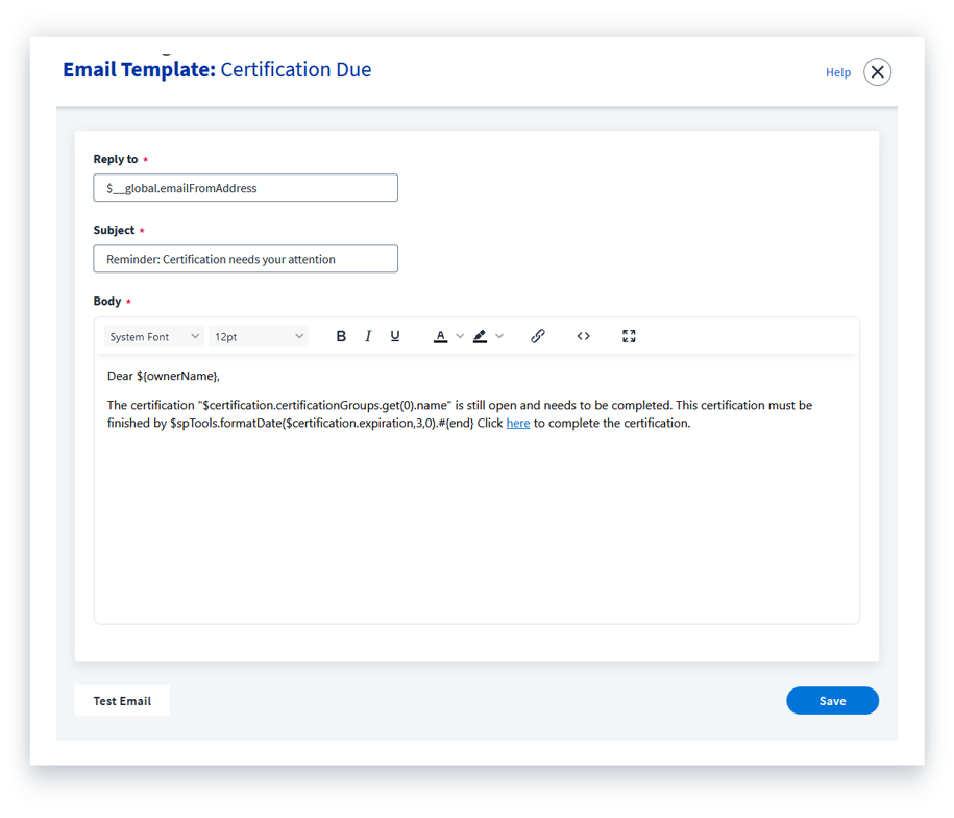 Email Template: Certification Due
Help
Reply to *
$__global.emailFromAddress
Subject *
Reminder: Certification needs your attention
Body *
System Font 12pt B I U A <>
Dear ${ownerName},
The certification "$certification.certificationGroups.get(0).name" is still open and needs to be completed. This certification must be
finished by $spTools.formatDate($certification.expiration,3,0).#{end} Click here to complete the certification.
Test Email
Save